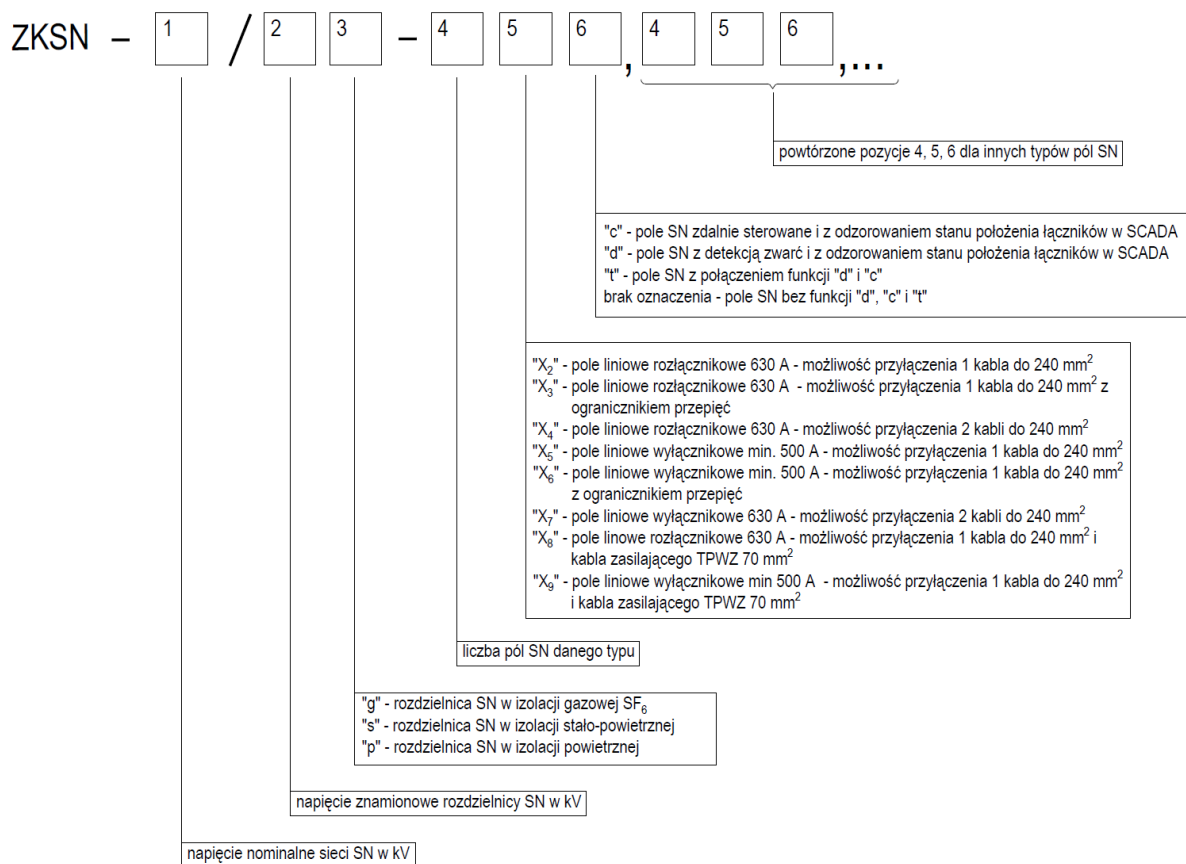 ZKSN – 1 / 2 3 – 4 5 6 , 4 5 6 ,...
powtórzone pozycje 4, 5, 6 dla innych typów pól SN
"c" - pole SN zdalnie sterowane i z odzorowaniem stanu położenia łączników w SCADA
"d" - pole SN z detekcją zwarć i z odzorowaniem stanu położenia łączników w SCADA
"t" - pole SN z połączeniem funkcji "d" i "c"
brak oznaczenia - pole SN bez funkcji "d", "c" i "t"
"X₂" - pole liniowe rozłącznikowe 630 A - możliwość przyłączenia 1 kabla do 240 mm²
"X₃" - pole liniowe rozłącznikowe 630 A - możliwość przyłączenia 1 kabla do 240 mm² z
ogranicznikiem przepięć
"X₄" - pole liniowe rozłącznikowe 630 A - możliwość przyłączenia 2 kabli do 240 mm²
"X₅" - pole liniowe wyłącznikowe min. 500 A - możliwość przyłączenia 1 kabla do 240 mm²
"X₆" - pole liniowe wyłącznikowe min. 500 A - możliwość przyłączenia 1 kabla do 240 mm²
z ogranicznikiem przepięć
"X₇" - pole liniowe wyłącznikowe 630 A - możliwość przyłączenia 2 kabli do 240 mm²
"X₈" - pole linowe rozłącznikowe 630 A - możliwość przyłączenia 1 kabla do 240 mm² i
kabla zasilającego TPWZ 70 mm²
"X₉" - pole liniowe wyłącznikowe min 500 A - możliwość przyłączenia 1 kabla do 240 mm²
i kabla zasilającego TPWZ 70 mm²
liczba pól SN danego typu
"g" - rozdzielnica SN w izolacji gazowej SF₆
"s" - rozdzielnica SN w izolacji stało-powietrznej
"p" - rozdzielnica SN w izolacji powietrznej
napięcie znamionowe rozdzielnicy SN w kV
napięcie nominalne sieci SN w kV